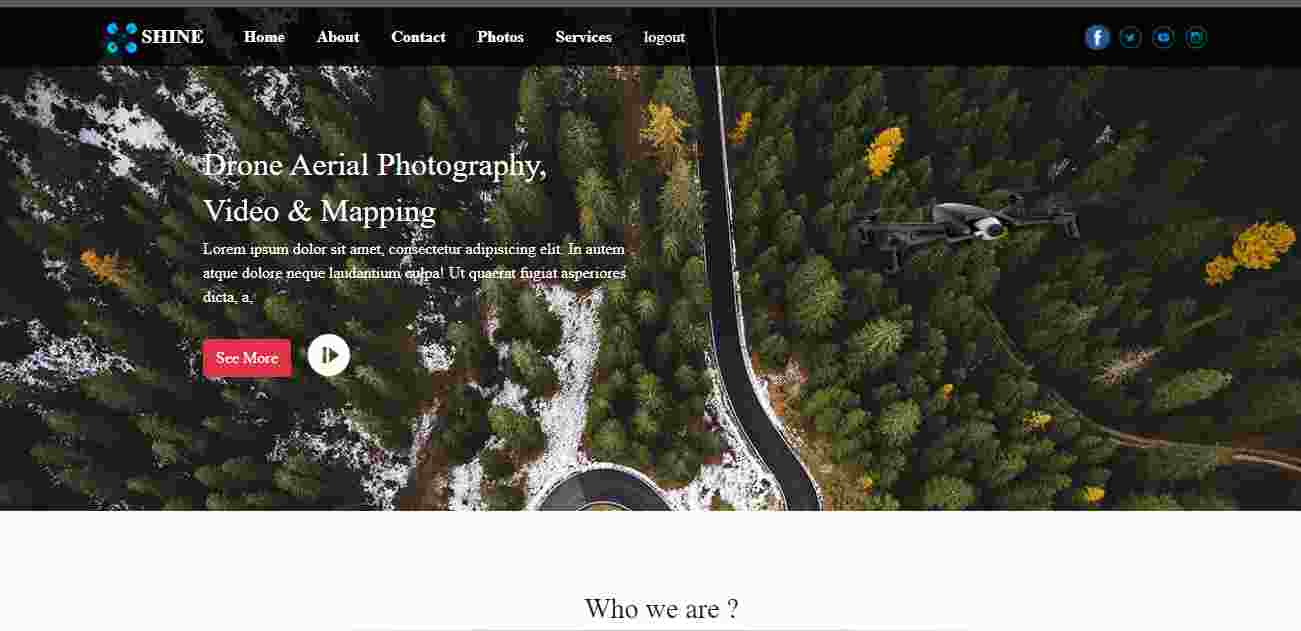 SHINE Home About Contact Photos Services logout
Drone Aerial Photography,
Video & Mapping
Lorem ipsum dolor sit amet, consectetur adipisicing elit. In autem
atque dolore neque laudantium culpa! Ut quaerat fugiat asperiores
dicta, a,
See More
Who we are ?